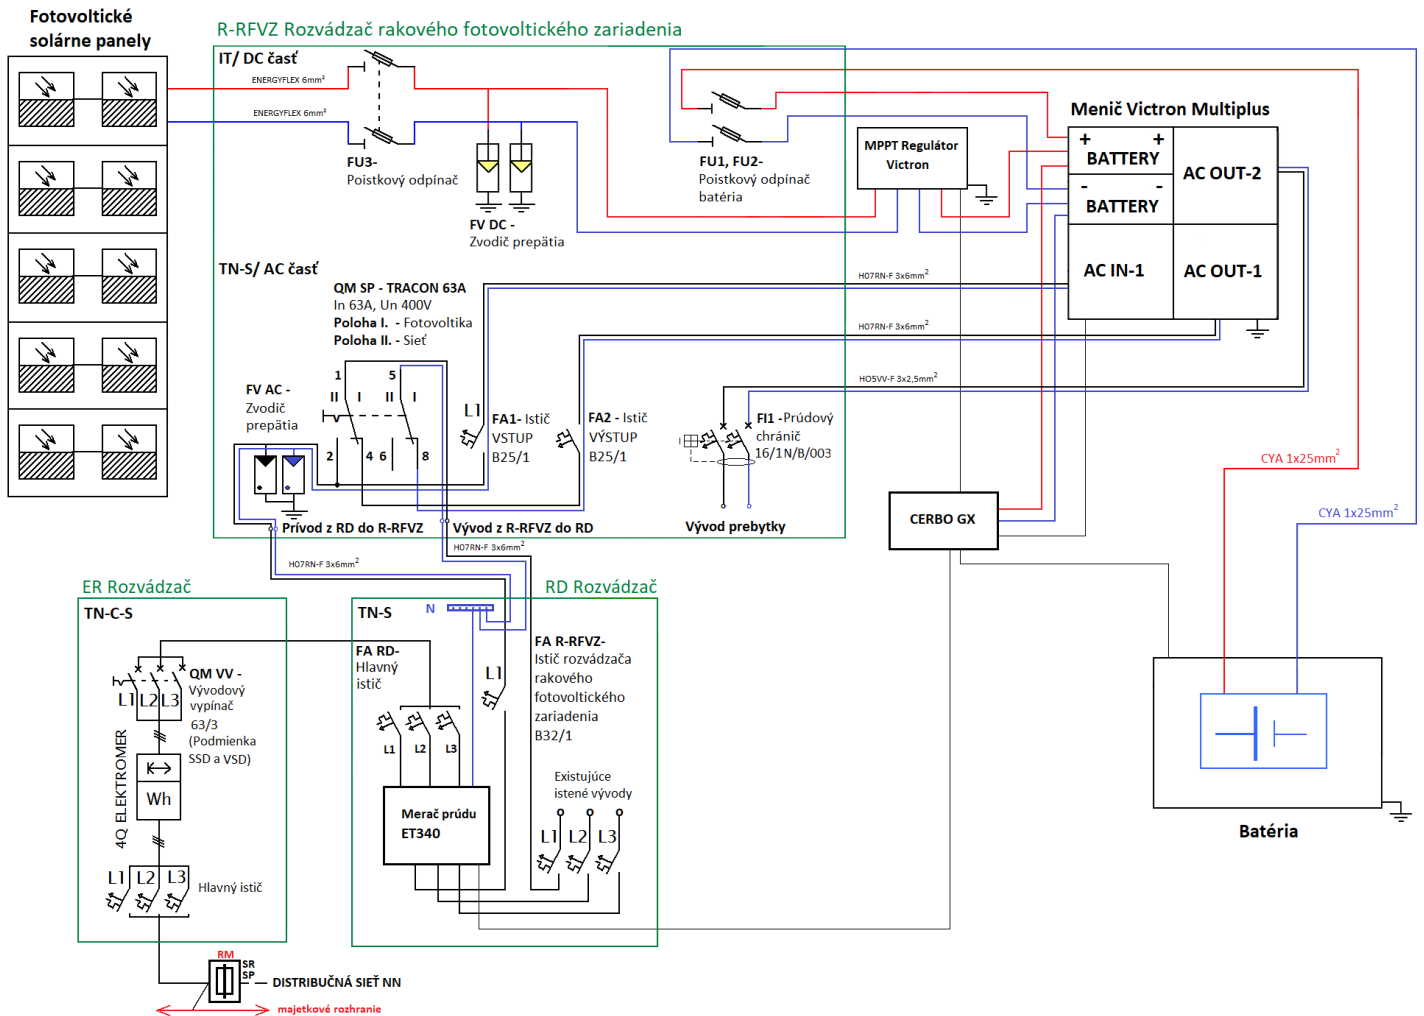 Fotovoltické
solárne panely
R-RFVZ Rozvádzač rakového fotovoltického zariadenia
IT/ DC časť
ENERGYFLEX 6mm²
ENERGYFLEX 6mm²
FU3-
Poistkový odpínač
FV DC -
Zvodič prepätia
FU1, FU2-
Poistkový odpínač
batéria
MPPT Regulátor
Victron
Menič Victron Multiplus
+ +
BATTERY
- -
BATTERY
AC OUT-2
AC IN-1
AC OUT-1
TN-S/ AC časť
QM SP - TRACON 63A
In 63A, Un 400V
Poloha I. - Fotovoltika
Poloha II. - Sieť
H07RN-F 3x6mm²
H07RN-F 3x6mm²
HO5VV-F 3x2,5mm²
FV AC -
Zvodič
prepätia
1
5
II I
II I
2
4
6
8
L1
FA1- Istič
VSTUP
B25/1
FA2 - Istič
VÝSTUP
B25/1
FI1 -Prúdový
chránič
16/1N/B/003
Prívod z RD do R-RFVZ
Vývod z R-RFVZ do RD
Vývod prebytky
H07RN-F 3x6mm²
H07RN-F 3x6mm²
CERBO GX
CYA 1x25mm²
CYA 1x25mm²
Batéria
ER Rozvádzač
TN-C-S
QM VV -
Vývodový
vypínač
63/3
(Podmienka
SSD a VSD)
L1 L2 L3
4Q ELEKTROMER
Wh
L1 L2 L3
Hlavný istič
RD Rozvádzač
TN-S
N
FA RD-
Hlavný
istič
L1
L1 L2 L3
FA R-RFVZ-
Istič rozvádzača
rakového
fotovoltického
zariadenia
B32/1
Existujúce
istené vývody
L1 L2 L3
Merač prúdu
ET340
RM
SR
SP
DISTRIBUČNÁ SIEŤ NN
majetkové rozhranie